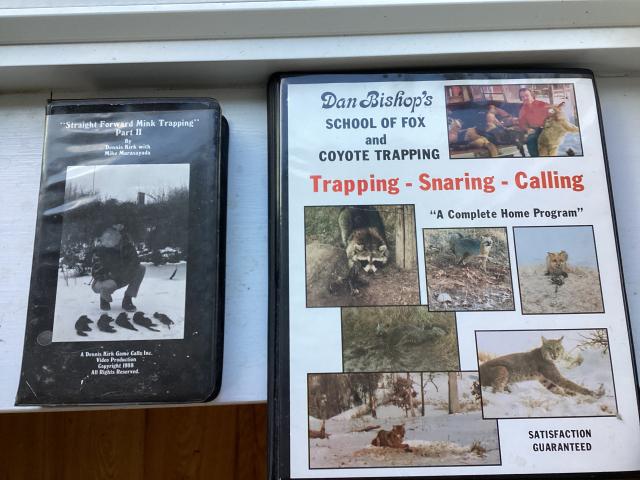 "Straight Forward Mink Trapping"
Part II
By
Dennis Kirk with
Mike Marasayada
A Dennis Kirk Game Calls Inc.
Video Production
Copyright 1988
All Rights Reserved.
Dan Bishop's
SCHOOL OF FOX
and
COYOTE TRAPPING
Trapping - Snaring - Calling
"A Complete Home Program"
SATISFACTION
GUARANTEED